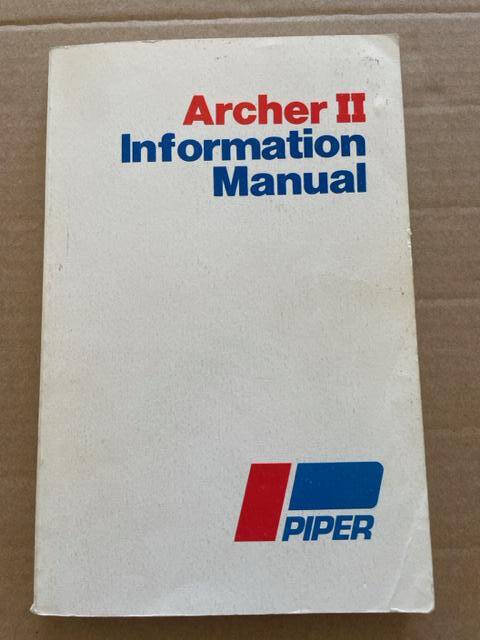 Archer II
Information
Manual
PIPER